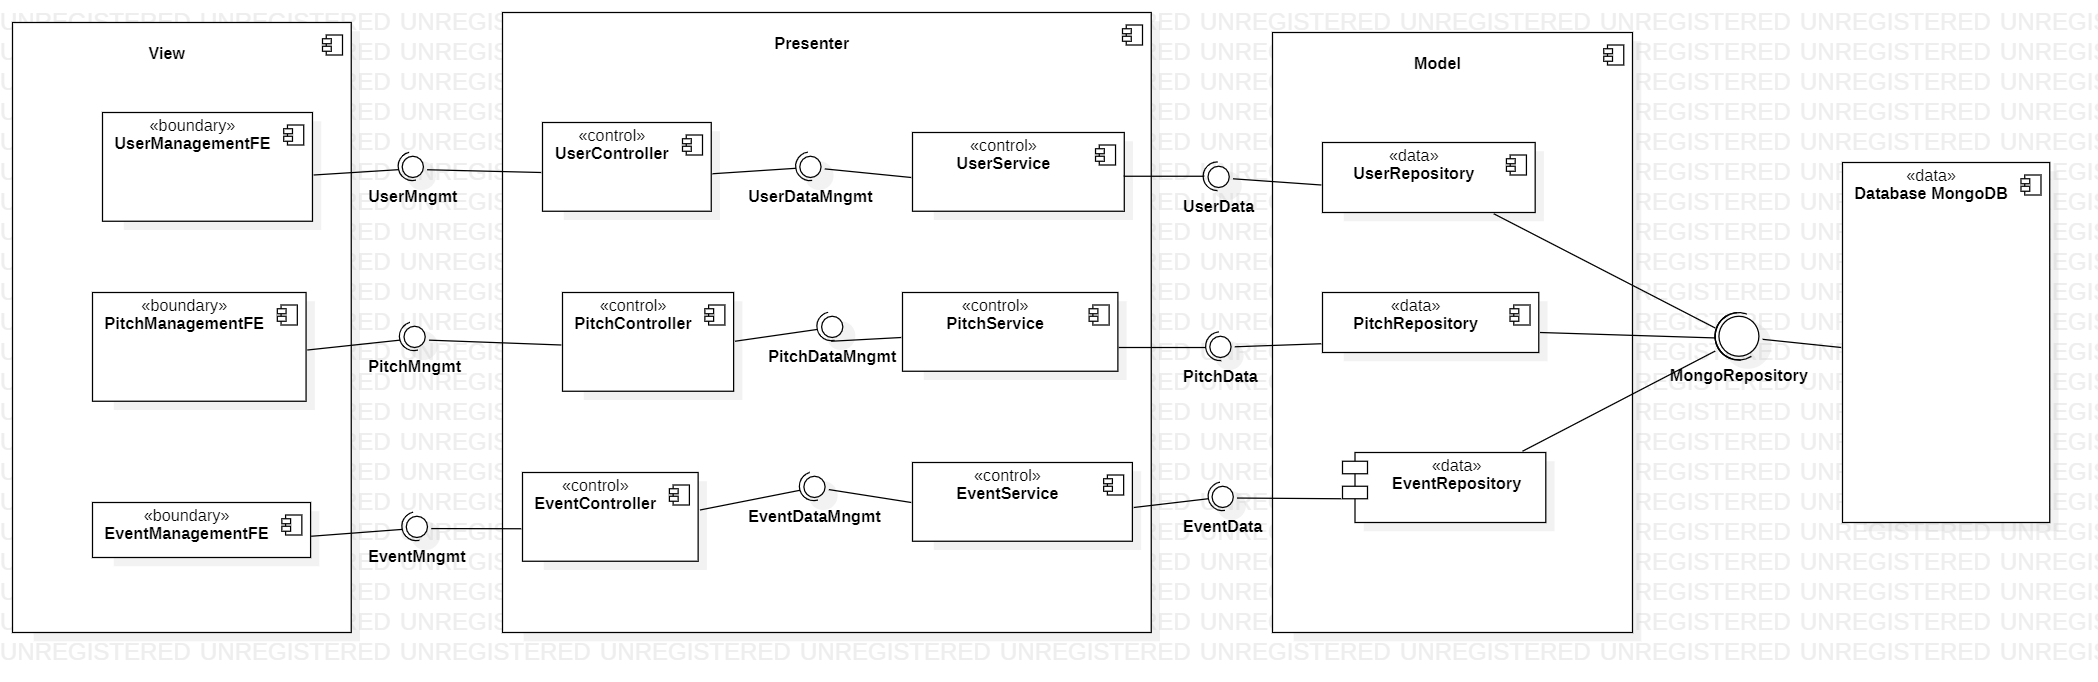 View
«boundary»
UserManagementFE
«boundary»
PitchManagementFE
«boundary»
EventManagementFE
UserMngmt
PitchMngmt
EventMngmt
Presenter
«control»
UserController
UserDataMngmt
«control»
UserService
«control»
PitchController
PitchDataMngmt
«control»
PitchService
«control»
EventController
EventDataMngmt
«control»
EventService
UserData
PitchData
EventData
Model
«data»
UserRepository
«data»
PitchRepository
«data»
EventRepository
MongoRepository
«data»
Database MongoDB
UNREGISTERED UNREGISTERED UNREGISTERED UNREGISTERED UNREGISTERED UNREGISTERED UNREGISTERED UNREGISTERED UNREGISTERED UNREGISTERED